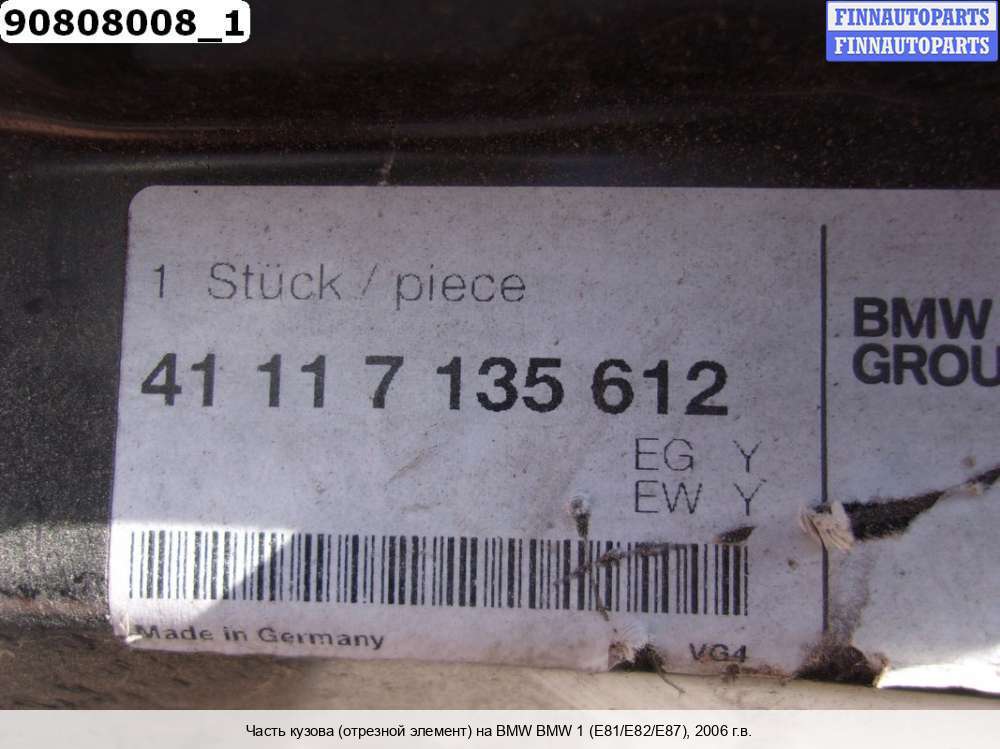 90808008_1
FINNAUTOPARTS
FINNAUTOPARTS
1 Stück / piece
41 11 7 135 612
BMW
GROU
EG Y
EW Y
Made in Germany
VG4
Часть кузова (отрезной элемент) на BMW BMW 1 (E81/E82/E87), 2006 г.в.